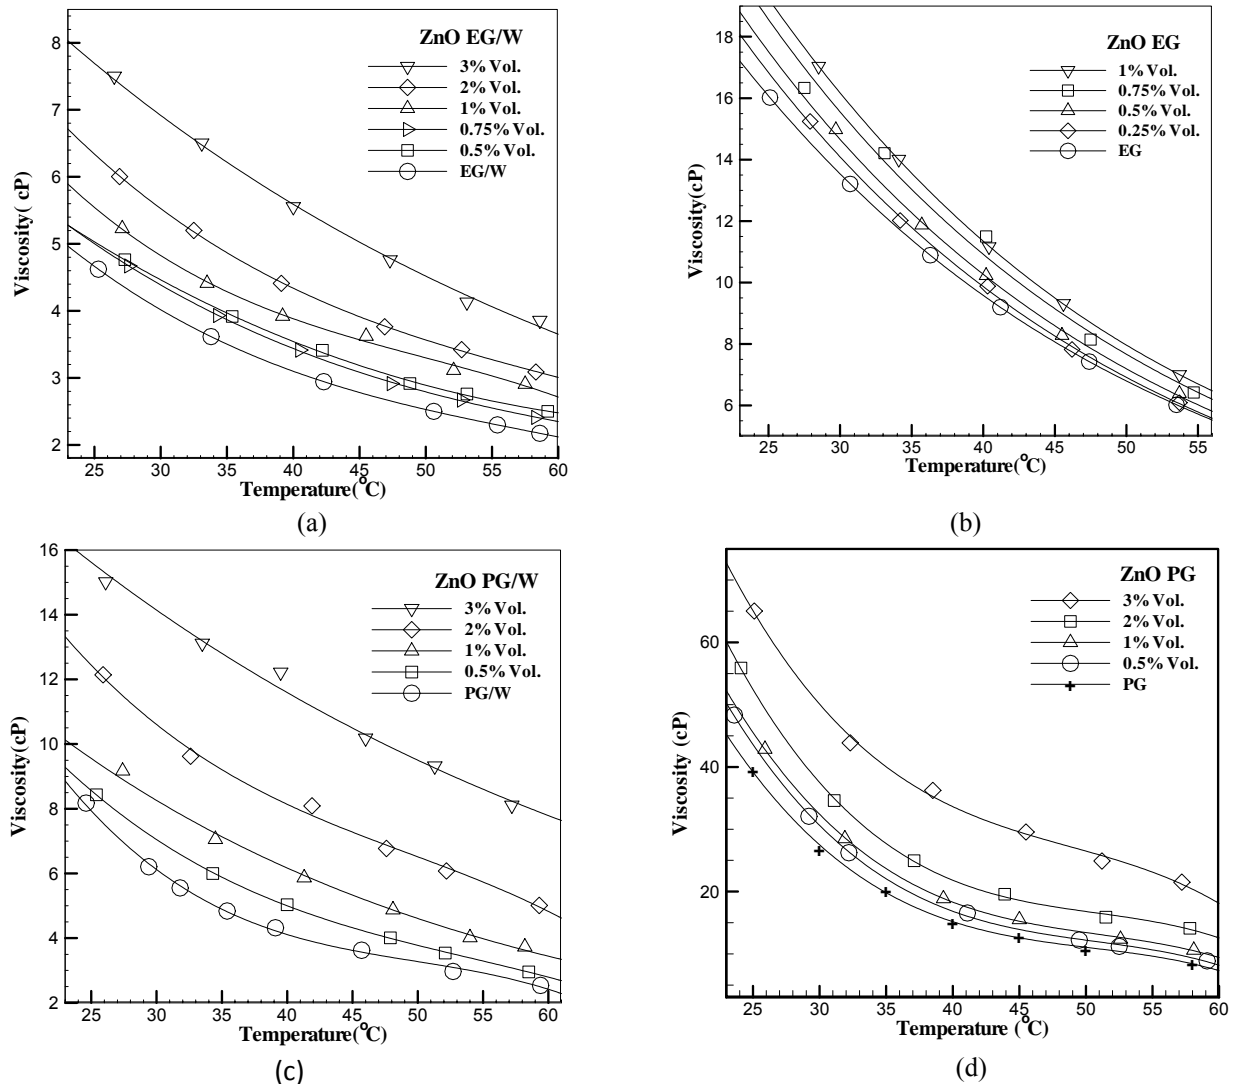 ZnO EG/W
3% Vol.
2% Vol.
1% Vol.
0.75% Vol.
0.5% Vol.
EG/W
8
7
6
5
4
3
2
Viscosity( cP)
25 30 35 40 45 50 55 60
Temperature(°C)
(a)
ZnO EG
1% Vol.
0.75% Vol.
0.5% Vol.
0.25% Vol.
EG
18
16
14
12
10
8
6
Viscosity(cP)
25 30 35 40 45 50 55
Temperature(°C)
(b)
ZnO PG/W
3% Vol.
2% Vol.
1% Vol.
0.5% Vol.
PG/W
16
14
12
10
8
6
4
2
Viscosity(cP)
25 30 35 40 45 50 55 60
Temperature(°C)
(c)
ZnO PG
3% Vol.
2% Vol.
1% Vol.
0.5% Vol.
PG
60
40
20
Viscosity (cP)
25 30 35 40 45 50 55 60
Temperature (°C)
(d)